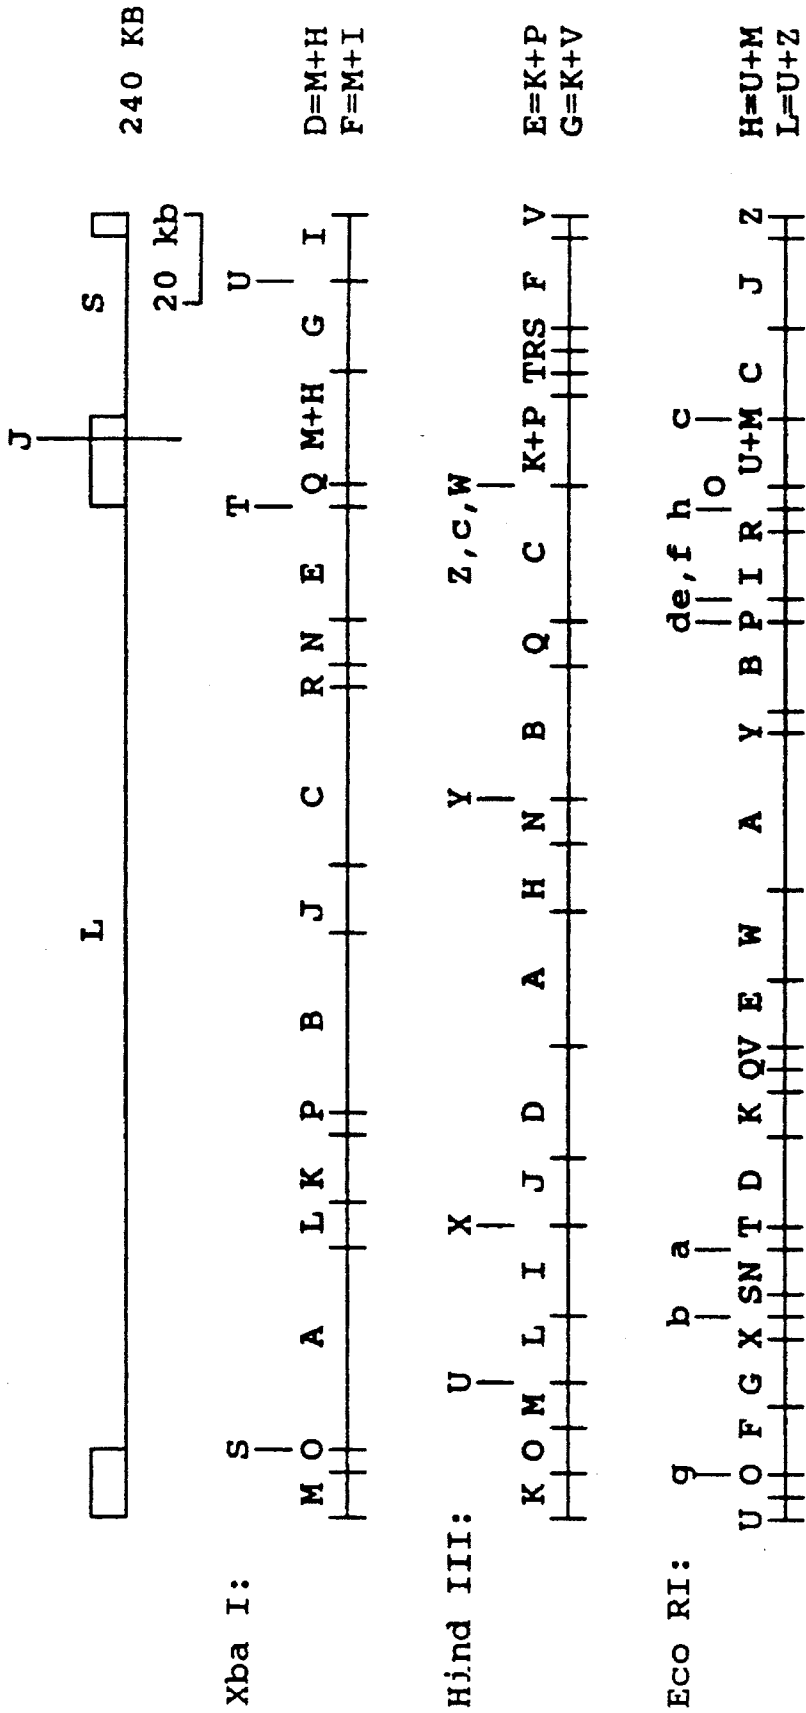 J
L S
240 KB
20 kb
Xba I: S T U
M O A L K P B J C R N E Q M+H G I D=M+H
F=M+I
Hind III: U X Y Z,c,W
K O M L I J D A H N B Q C K+P TRS F V E=K+P
G=K+V
Eco RI: g b a de,f h c
O
U O F G X SN T D K QV E W A Y B P I R U+M C J Z H=U+M
L=U+Z